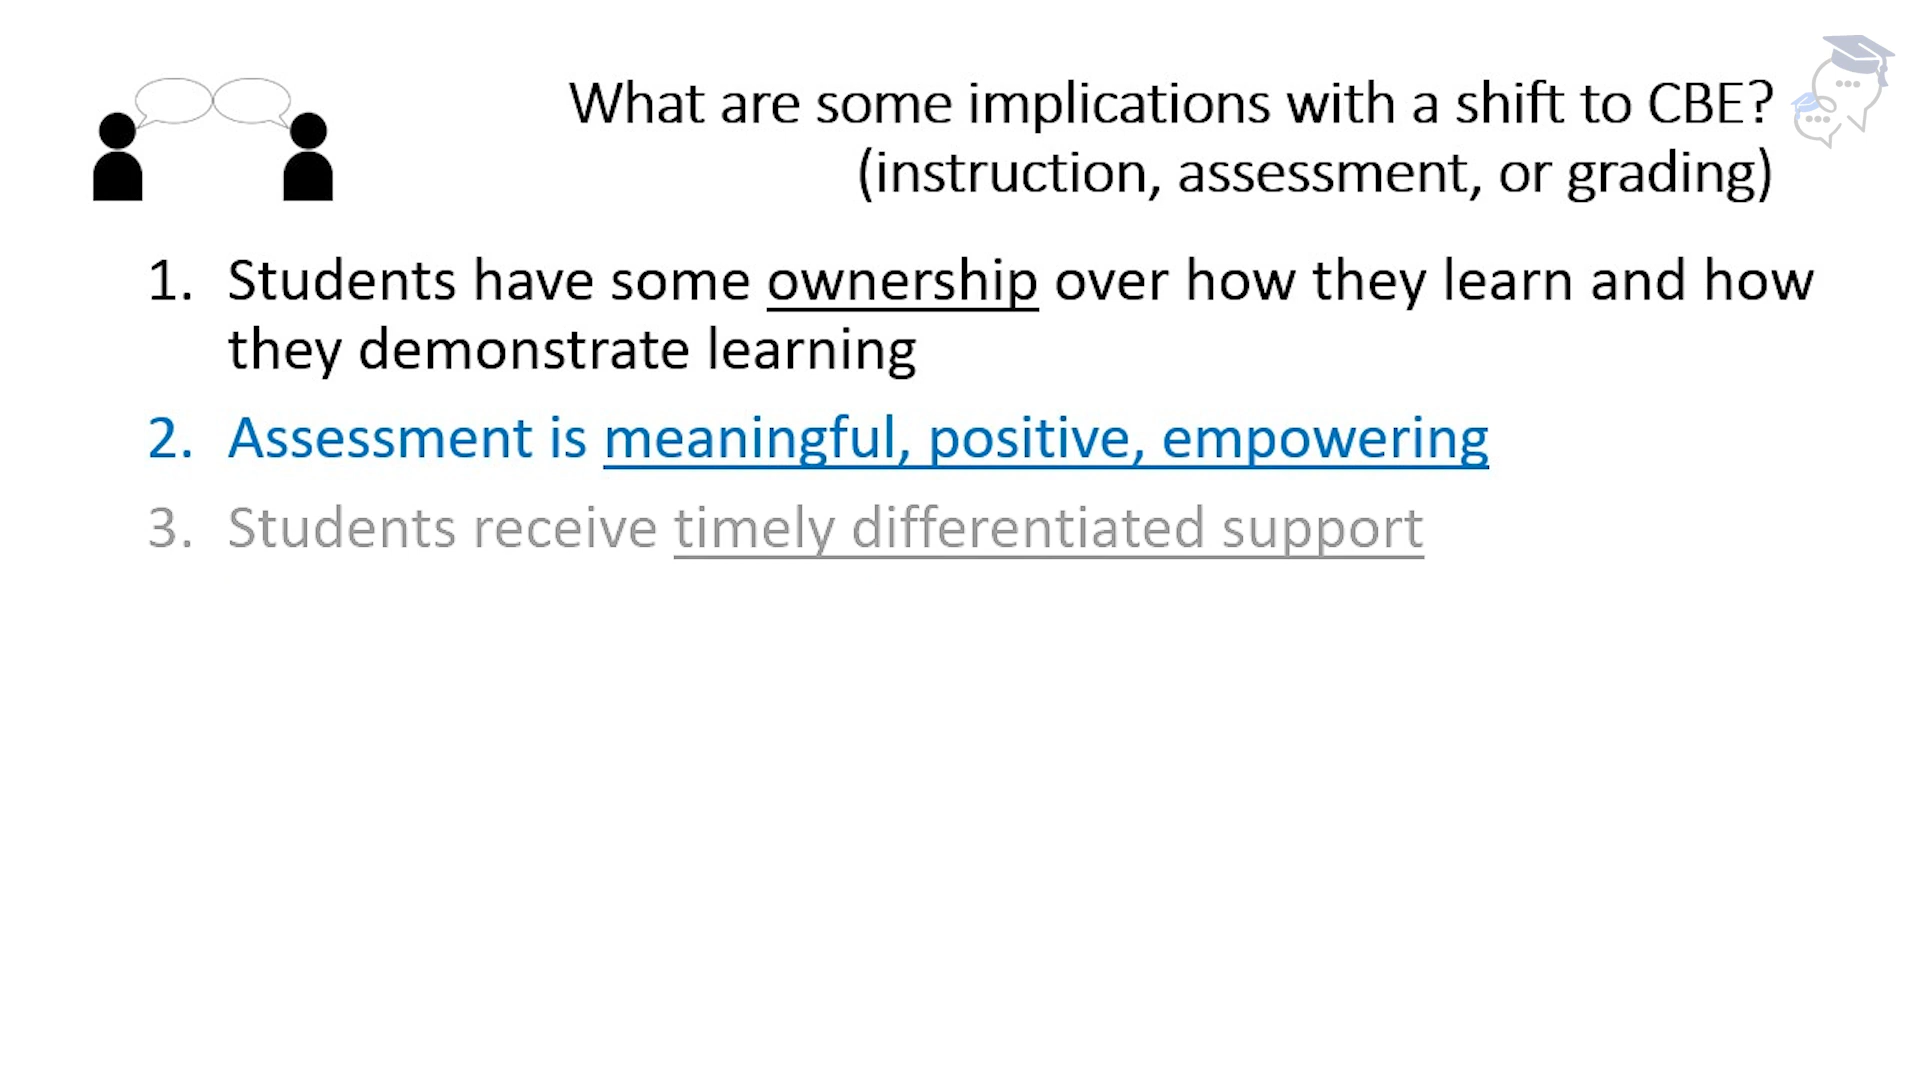 What are some implications with a shift to CBE?
(instruction, assessment, or grading)
1. Students have some ownership over how they learn and how
they demonstrate learning
2. Assessment is meaningful, positive, empowering
3. Students receive timely differentiated support